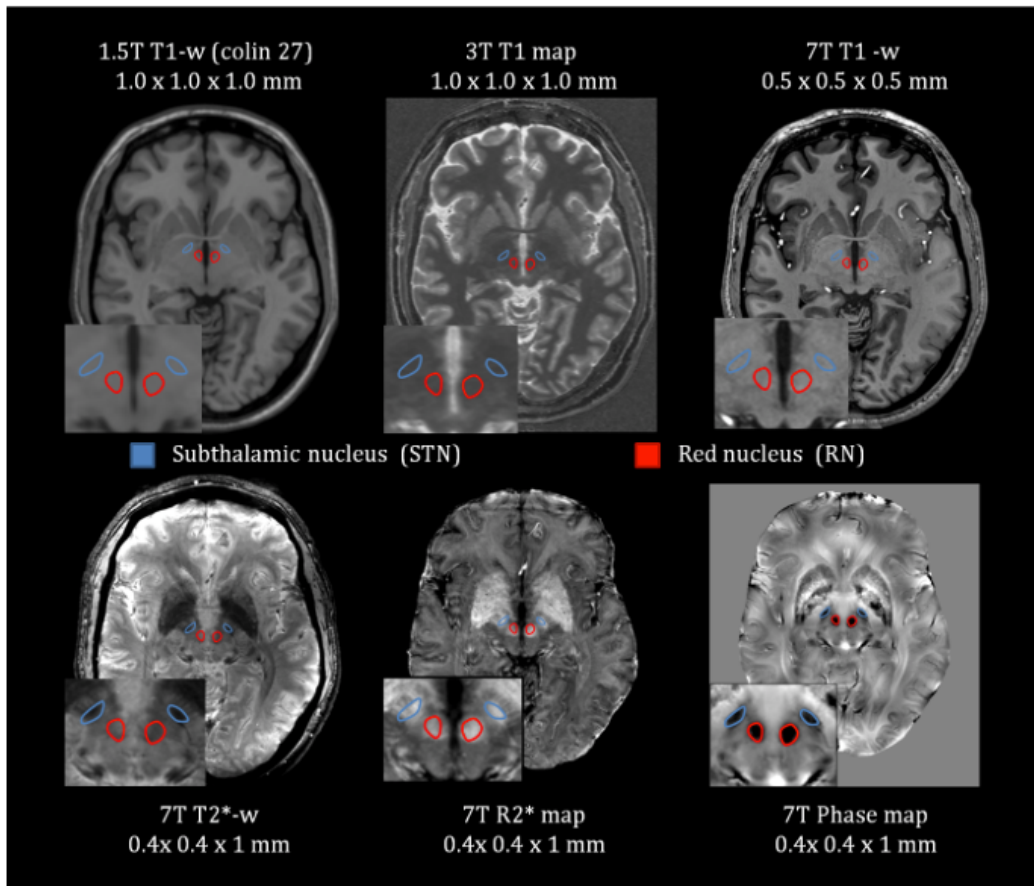 1.5T T1-w (colin 27)
1.0 x 1.0 x 1.0 mm
3T T1 map
1.0 x 1.0 x 1.0 mm
7T T1 -w
0.5 x 0.5 x 0.5 mm
Subthalamic nucleus (STN)
Red nucleus (RN)
7T T2*-w
0.4x 0.4 x 1 mm
7T R2* map
0.4x 0.4 x 1 mm
7T Phase map
0.4x 0.4 x 1 mm